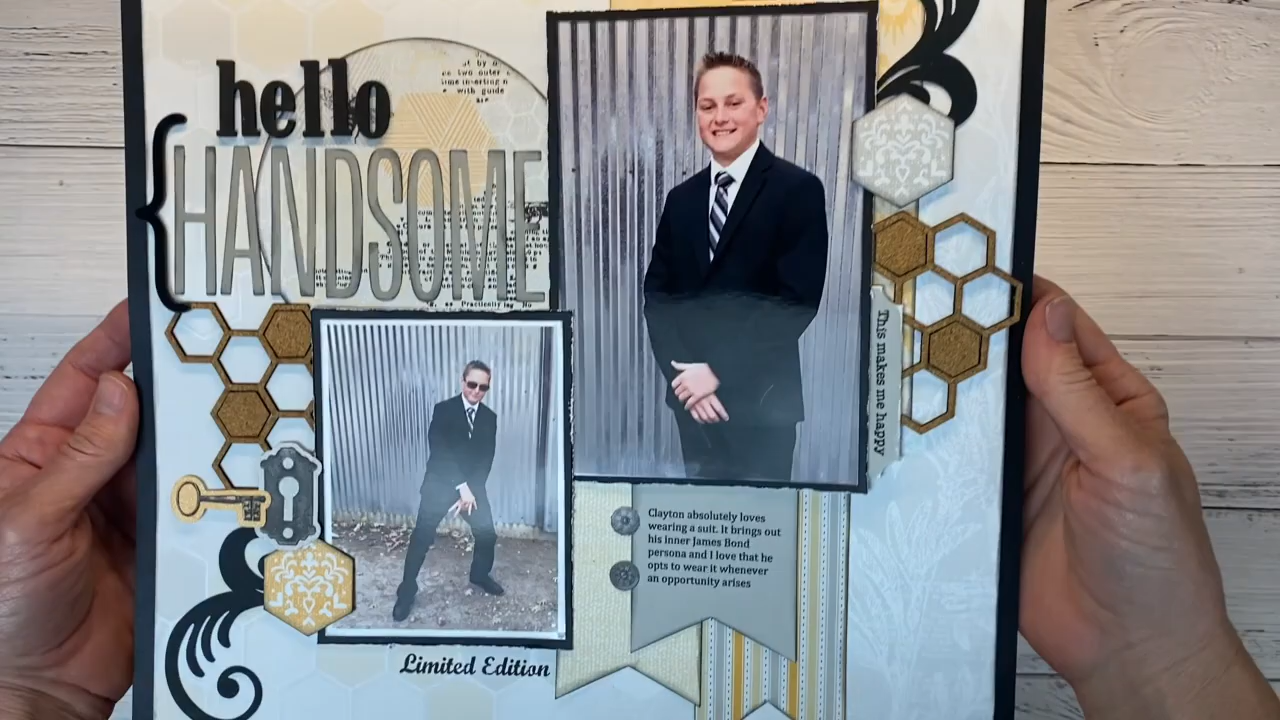 hello
HANDSOME
This makes me happy
Clayton absolutely loves
wearing a suit. It brings out
his inner James Bond
persona and I love that he
opts to wear it whenever
an opportunity arises
Limited Edition